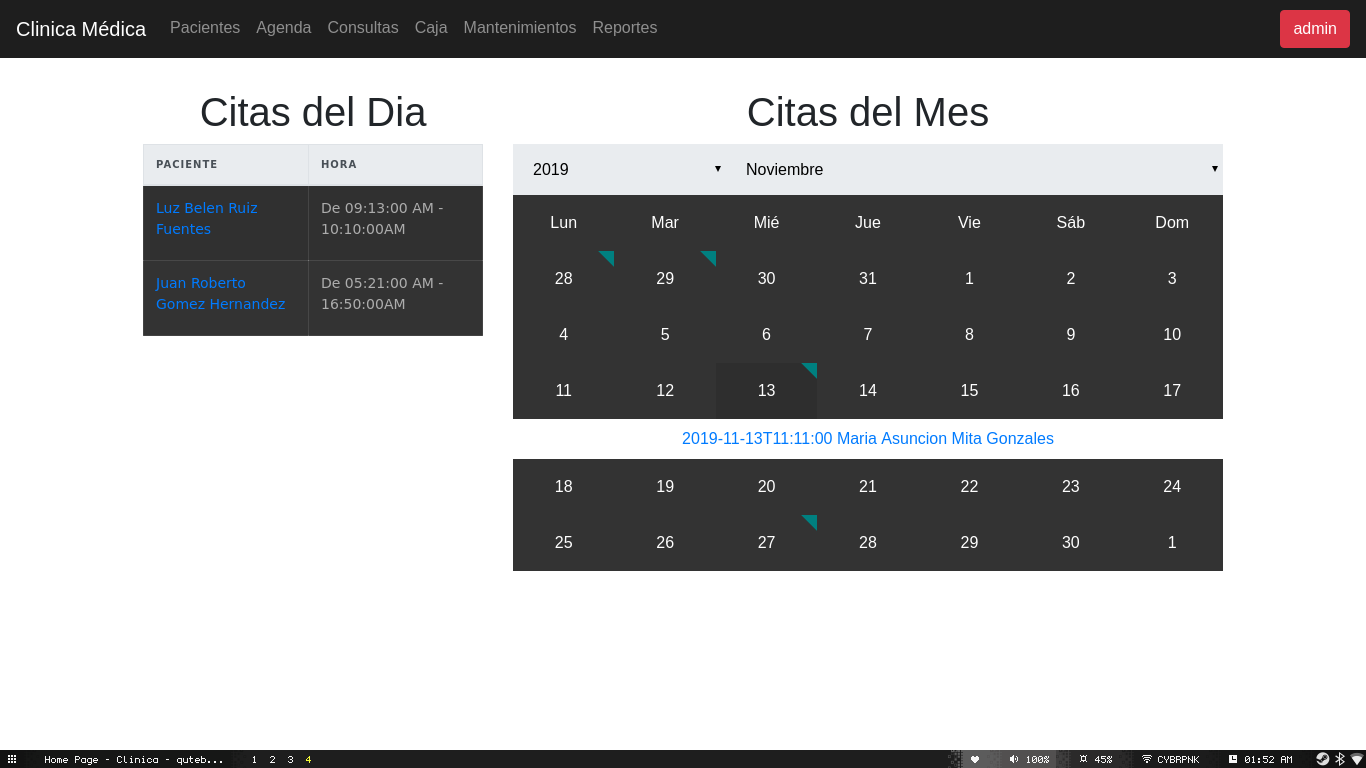 Clinica Médica Pacientes Agenda Consultas Caja Mantenimientos Reportes admin
Citas del Dia
PACIENTE HORA
Luz Belen Ruiz Fuentes De 09:13:00 AM - 10:10:00AM
Juan Roberto Gomez Hernandez De 05:21:00 AM - 16:50:00AM
Citas del Mes
2019 Noviembre
Lun Mar Mié Jue Vie Sáb Dom
28 29 30 31 1 2 3
4 5 6 7 8 9 10
11 12 13 14 15 16 17
2019-11-13T11:11:00 Maria Asuncion Mita Gonzales
18 19 20 21 22 23 24
25 26 27 28 29 30 1
Home Page - Clinica - quteb... 1 2 3 4 100% 45% CYBRPNK 01:52 AM